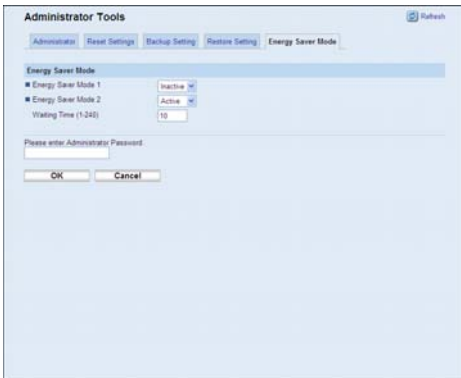 Administrator Tools
Refresh
Administrator Reset Settings Backup Setting Restore Setting Energy Saver Mode
Energy Saver Mode
Energy Saver Mode 1 Inactive
Energy Saver Mode 2 Active
Waiting Time (1-240) 10
Please enter Administrator Password.
OK Cancel